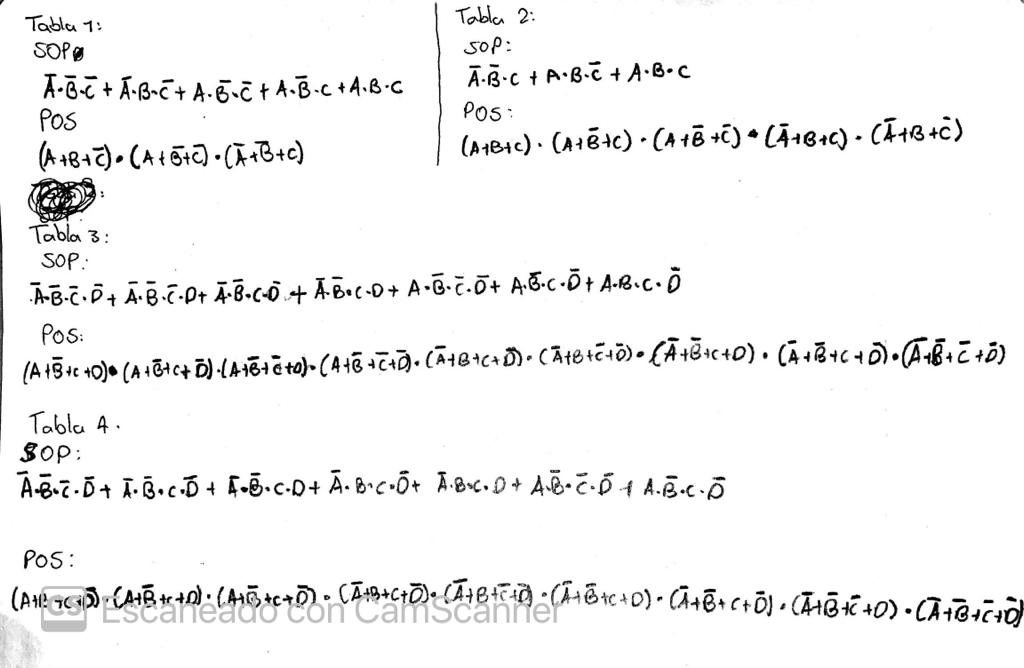 Tabla 1:
SOP
Ā·B̄·C̄ + Ā·B·C̄ + A·B̄·C̄ + A·B̄·C + A·B·C
POS
(A+B+C̄)·(A+B̄+C̄)·(Ā+B̄+C)
Tabla 2:
SOP:
Ā·B̄·C + A·B·C̄ + A·B·C
POS:
(A+B+C)·(A+B̄+C)·(A+B̄+C̄)·(Ā+B+C)·(Ā+B+C̄)
Tabla 3:
SOP:
Ā·B̄·C̄·D̄ + Ā·B̄·C̄·D + Ā·B̄·C·D̄ + Ā·B̄·C·D + A·B̄·C̄·D̄ + A·B̄·C·D̄ + A·B·C·D̄
POS:
(A+B̄+C+D)·(A+B̄+C+D̄)·(A+B̄+C̄+D)·(A+B̄+C̄+D̄)·(Ā+B+C+D̄)·(Ā+B+C̄+D̄)·(Ā+B̄+C+D)·(Ā+B̄+C+D̄)·(Ā+B̄+C̄+D̄)
Tabla 4.
SOP:
Ā·B̄·C̄·D̄ + Ā·B̄·C·D̄ + Ā·B̄·C·D + Ā·B·C·D̄ + Ā·B·C·D + A·B̄·C̄·D̄ + A·B̄·C·D̄
POS:
(A+B+C+D̄)·(A+B̄+C+D)·(A+B̄+C+D̄)·(Ā+B+C+D̄)·(Ā+B+C̄+D̄)·(Ā+B̄+C+D)·(Ā+B̄+C+D̄)·(Ā+B̄+C̄+D)·(Ā+B̄+C̄+D̄)
CS Escaneado con CamScanner